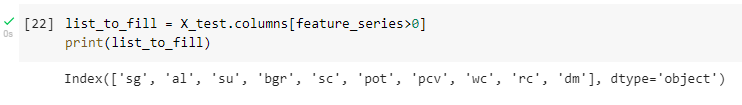 [22] list_to_fill = X_test.columns[feature_series>0]
0s print(list_to_fill)
Index(['sg', 'al', 'su', 'bgr', 'sc', 'pot', 'pcv', 'wc', 'rc', 'dm'], dtype='object')